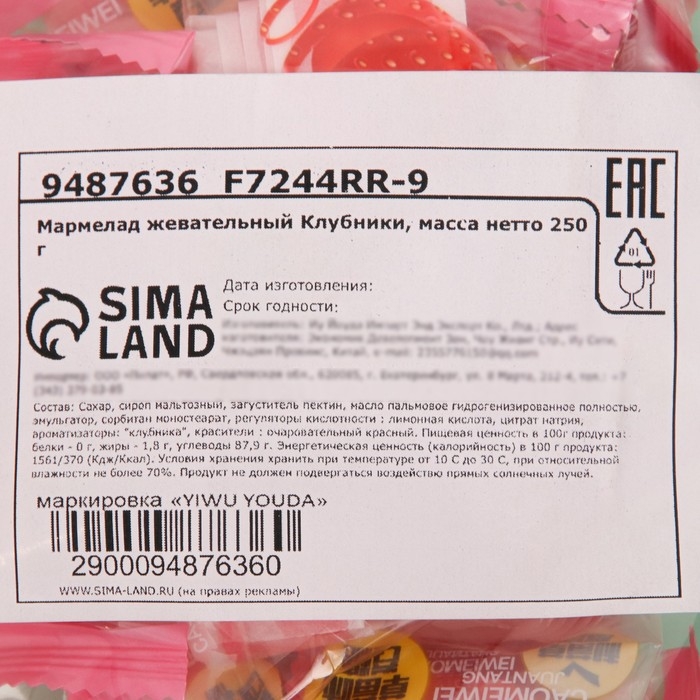 9487636 F7244RR-9
EAC
Мармелад жевательный Клубники, масса нетто 250
г
01
SIMA
LAND
Дата изготовления:
Срок годности:
Состав: Сахар, сироп мальтозный, загуститель пектин, масло пальмовое гидрогенизированное полностью,
эмульгатор, сорбитан моностеарат, регуляторы кислотности : лимонная кислота, цитрат натрия,
ароматизаторы: "клубника", красители : очаровательный красный. Пищевая ценность в 100г продукта:
белки - 0 г, жиры - 1,8 г, углеводы 87,9 г. Энергетическая ценность (калорийность) в 100 г продукта:
1561/370 (Кдж/Ккал). Условия хранения хранить при температуре от 10 С до 30 С, при относительной
влажности не более 70%. Продукт не должен подвергаться воздействю прямых солнечных лучей.
маркировка «YIWU YOUDA»
2900094876360
WWW.SIMA-LAND.RU (на правах рекламы)